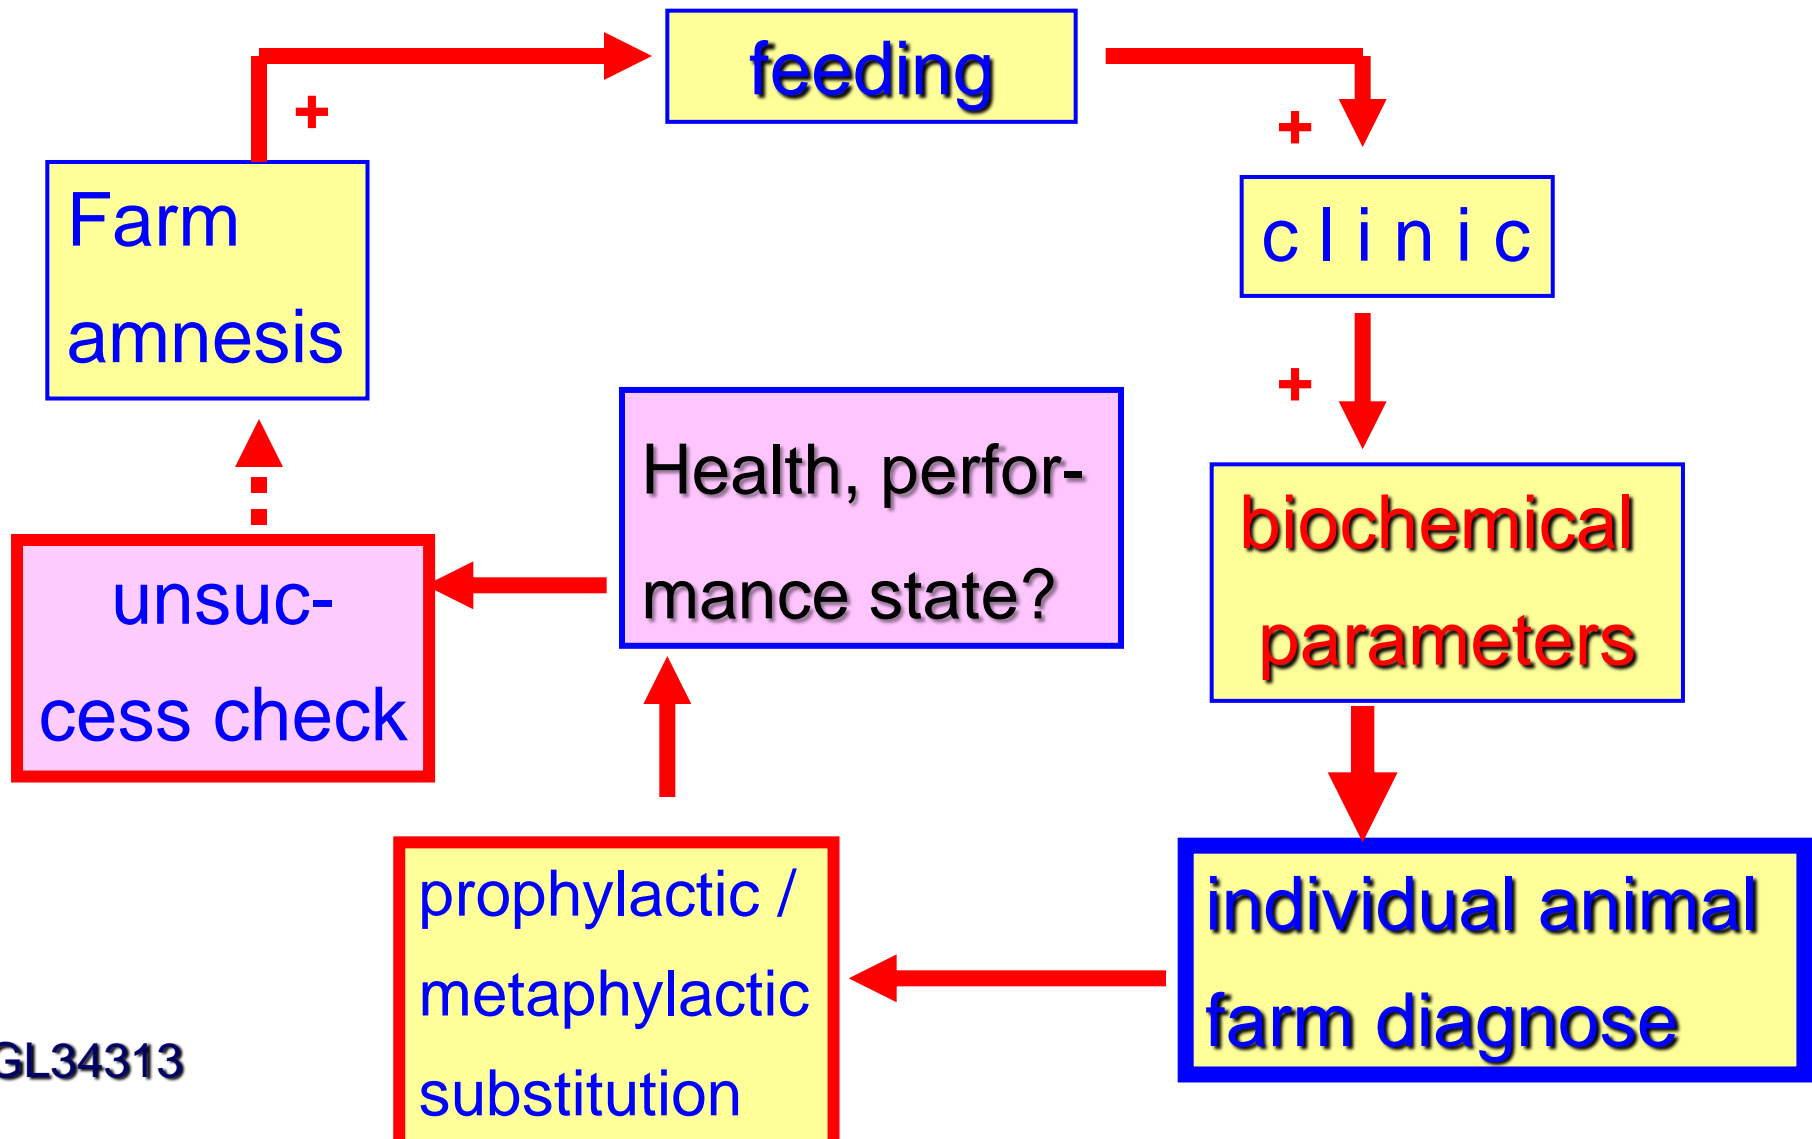 feeding
+
+
Farm
amnesis
c l i n i c
+
Health, perfor-
mance state?
biochemical
parameters
unsuc-
cess check
prophylactic /
metaphylactic
substitution
individual animal
farm diagnose
GL34313